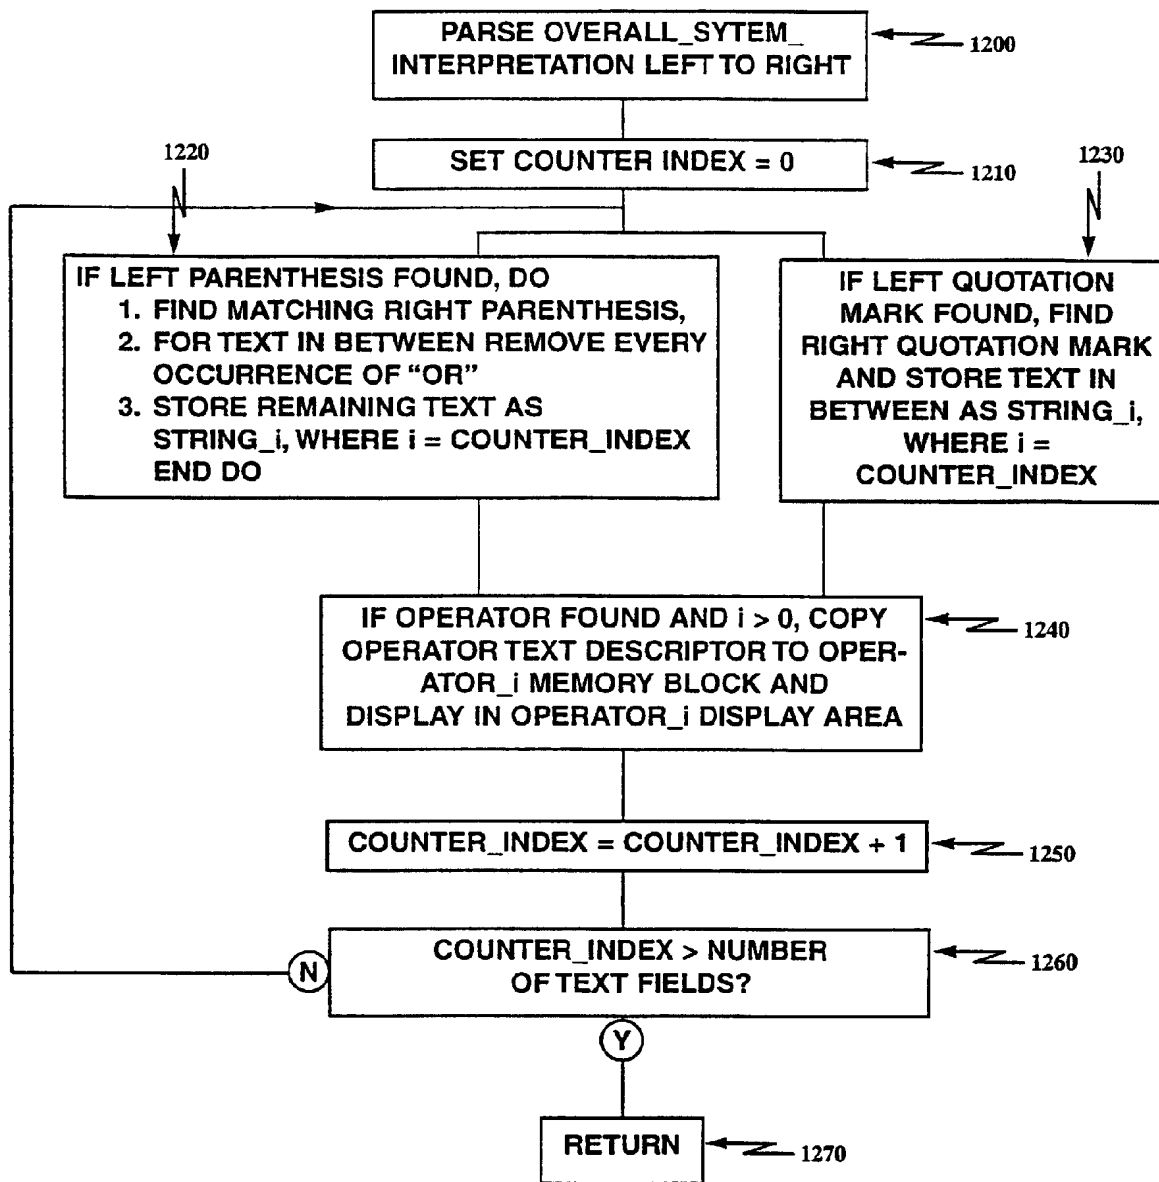 PARSE OVERALL_SYTEM_
INTERPRETATION LEFT TO RIGHT
1200
SET COUNTER INDEX = 0
1210
1220
1230
IF LEFT PARENTHESIS FOUND, DO
1. FIND MATCHING RIGHT PARENTHESIS,
2. FOR TEXT IN BETWEEN REMOVE EVERY
OCCURRENCE OF “OR”
3. STORE REMAINING TEXT AS
STRING_i, WHERE i = COUNTER_INDEX
END DO
IF LEFT QUOTATION
MARK FOUND, FIND
RIGHT QUOTATION MARK
AND STORE TEXT IN
BETWEEN AS STRING_i,
WHERE i =
COUNTER_INDEX
IF OPERATOR FOUND AND i > 0, COPY
OPERATOR TEXT DESCRIPTOR TO OPER-
ATOR_i MEMORY BLOCK AND
DISPLAY IN OPERATOR_i DISPLAY AREA
1240
COUNTER_INDEX = COUNTER_INDEX + 1
1250
COUNTER_INDEX > NUMBER
OF TEXT FIELDS?
1260
N
Y
RETURN
1270